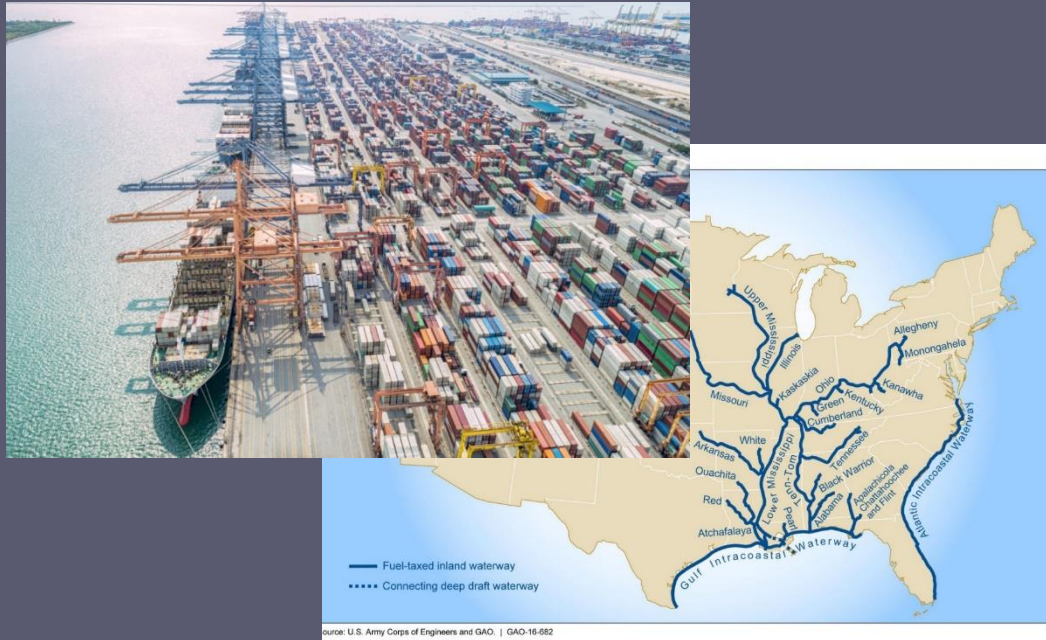 Upper Mississippi
Illinois
Allegheny
Monongahela
Kaskaskia
Ohio
Kanawha
Missouri
Green
Kentucky
Cumberland
White
Arkansas
Tennessee
Ouachita
Lower Mississippi
Tenn-Tom
Black Warrior
Red
Pearl
Alabama
Apalachicola
Chattahoochee
and Flint
Atchafalaya
Atlantic Intracoastal Waterway
Gulf Intracoastal Waterway
Fuel-taxed inland waterway
Connecting deep draft waterway
ource: U.S. Army Corps of Engineers and GAO. | GAO-16-682